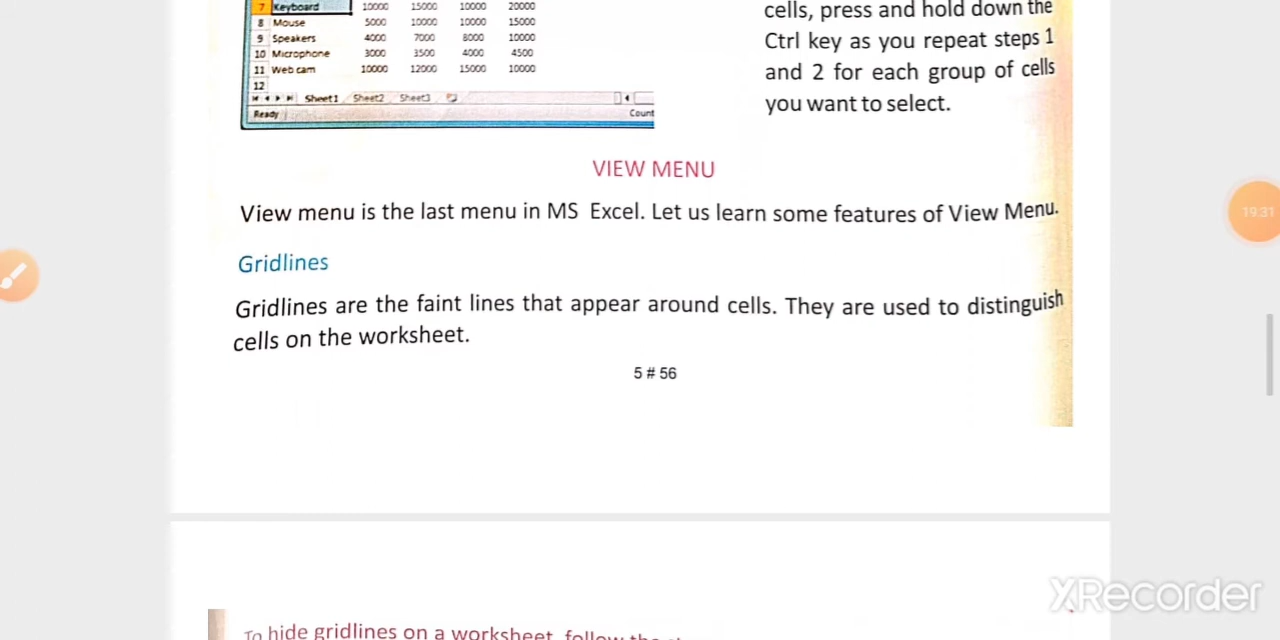 7 Keyboard 10000 15000 10000 20000
8 Mouse 5000 10000 10000 15000
9 Speakers 4000 7000 8000 10000
10 Microphone 3000 3500 4000 4500
11 Web cam 10000 12000 15000 10000
12
Sheet1 Sheet2 Sheet3
Ready Count
cells, press and hold down the
Ctrl key as you repeat steps 1
and 2 for each group of cells
you want to select.
VIEW MENU
View menu is the last menu in MS Excel. Let us learn some features of View Menu.
Gridlines
Gridlines are the faint lines that appear around cells. They are used to distinguish
cells on the worksheet.
5 # 56
To hide gridlines on a worksheet, follow the
19:31
XRecorder